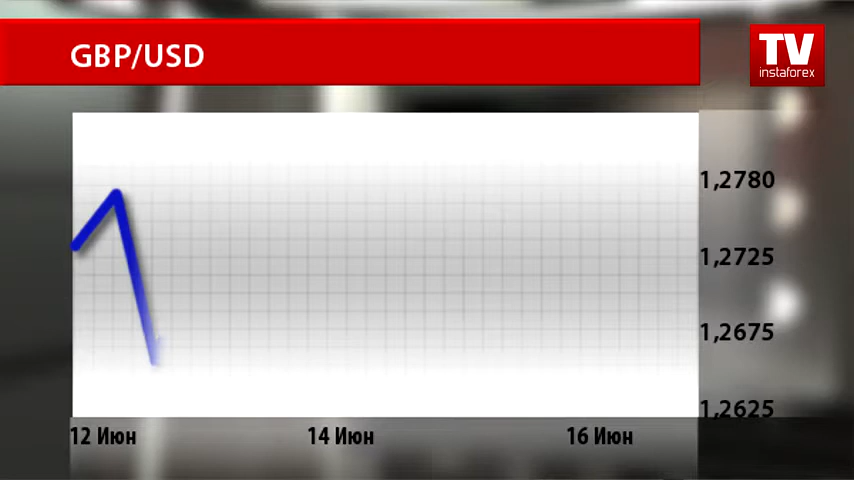 GBP/USD
TV
instaforex
1,2780
1,2725
1,2675
1,2625
12 Июн
14 Июн
16 Июн